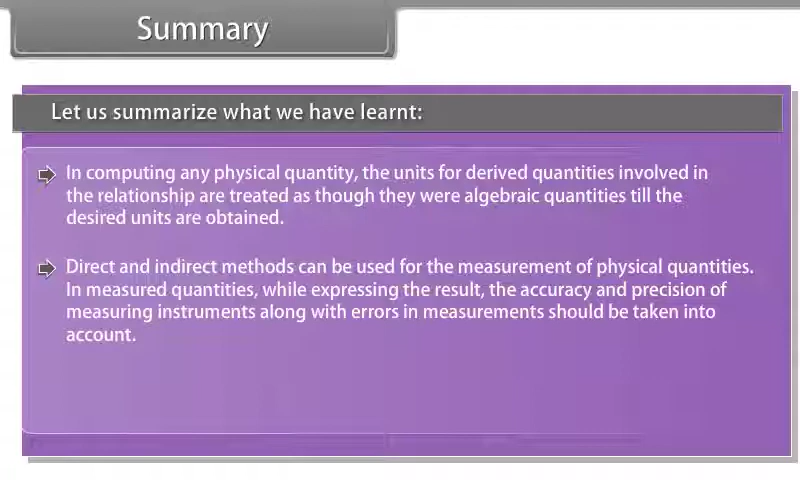 Summary
Let us summarize what we have learnt:
In computing any physical quantity, the units for derived quantities involved in
the relationship are treated as though they were algebraic quantities till the
desired units are obtained.
Direct and indirect methods can be used for the measurement of physical quantities.
In measured quantities, while expressing the result, the accuracy and precision of
measuring instruments along with errors in measurements should be taken into
account.